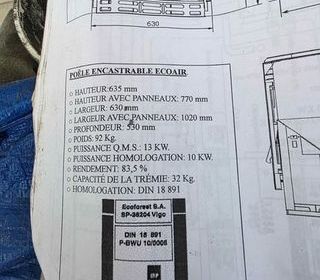 630
POÊLE ENCASTRABLE ECOAIR
○ HAUTEUR:635 mm
○ HAUTEUR AVEC PANNEAUX: 770 mm
○ LARGEUR: 630 mm
○ LARGEUR AVEC PANNEAUX: 1020 mm
○ PROFONDEUR: 530 mm
○ POIDS: 92 Kg.
○ PUISSANCE Q.M.S.: 13 KW.
○ PUISSANCE HOMOLOGATION: 10 KW.
○ RENDEMENT: 83,5 %
○ CAPACITÉ DE LA TRÉMIE: 32 Kg.
○ HOMOLOGATION: DIN 18 891
Ecoforest S.A.
SP-36204 Vigo
DIN 18 891
P-BWU 10/0006